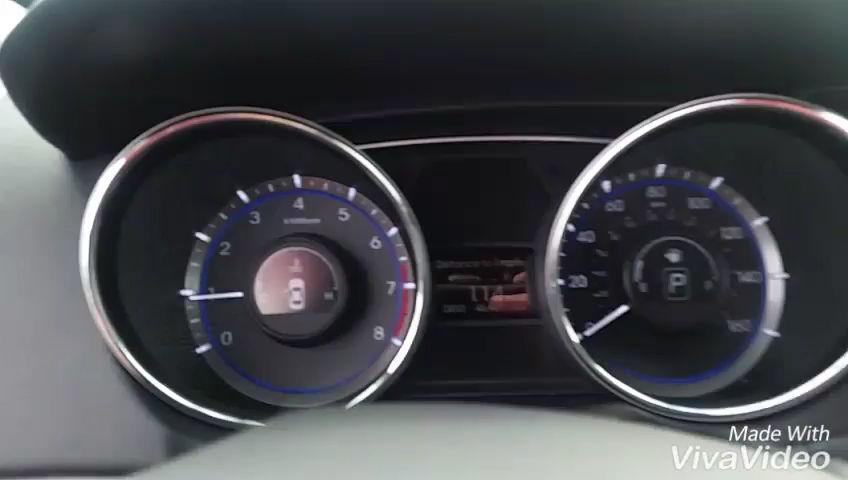 0 1 2 3 4 5 6 7 8
x1000rpm
H
Distance to Empty
114
0 20 40 60 80 100 120 140 160
P
Made With
VivaVideo